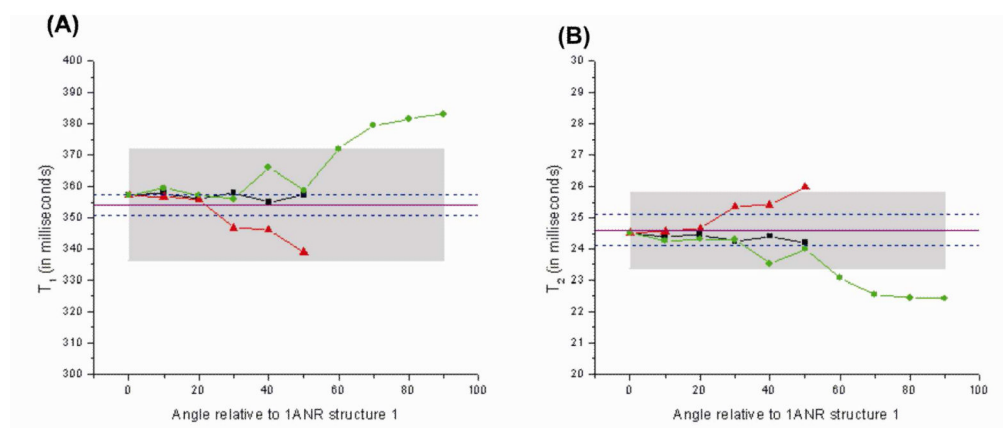 (A)
400
390
380
370
360
350
340
330
320
310
300
T1 (in milliseconds)
0 20 40 60 80 100
Angle relative to 1ANR structure 1
(B)
30
29
28
27
26
25
24
23
22
21
20
T2 (in milliseconds)
0 20 40 60 80 100
Angle relative to 1ANR structure 1